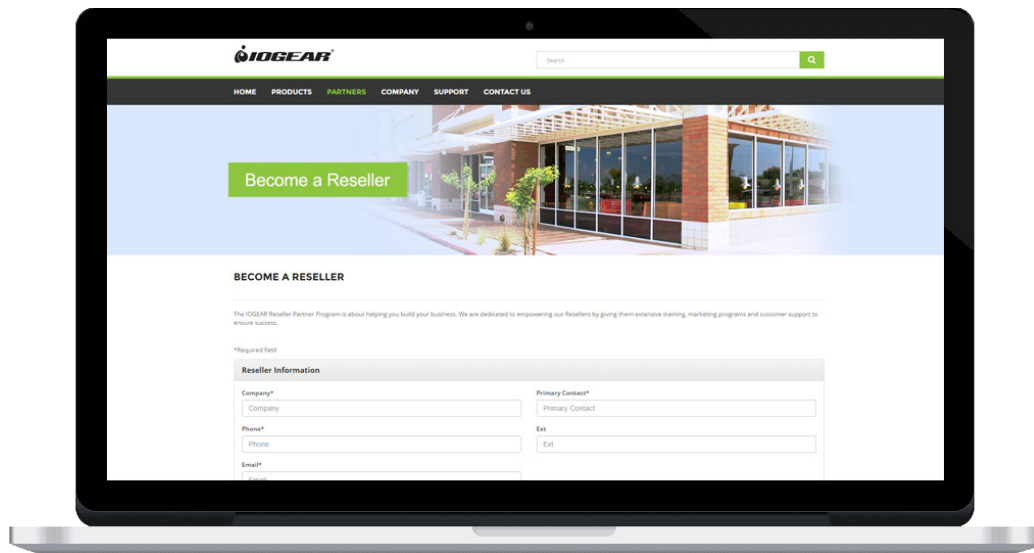 IOGEAR®
Search
HOME PRODUCTS PARTNERS COMPANY SUPPORT CONTACT US
Become a Reseller
BECOME A RESELLER
The IOGEAR Reseller Partner Program is about helping you build your business. We are dedicated to empowering our Resellers by giving them extensive training, marketing programs and customer support to
ensure success.
*Required field
Reseller Information
Company* Primary Contact*
Company Primary Contact
Phone* Ext
Phone Ext
Email*
Email